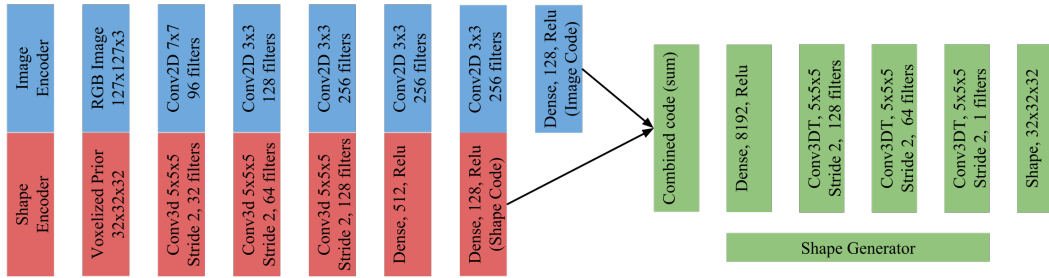 Image
Encoder
RGB Image
127x127x3
Conv2D 7x7
96 filters
Conv2D 3x3
128 filters
Conv2D 3x3
256 filters
Conv2D 3x3
256 filters
Conv2D 3x3
256 filters
Dense, 128, Relu
(Image Code)
Shape
Encoder
Voxelized Prior
32x32x32
Conv3d 5x5x5
Stride 2, 32 filters
Conv3d 5x5x5
Stride 2, 64 filters
Conv3d 5x5x5
Stride 2, 128 filters
Dense, 512, Relu
Dense, 128, Relu
(Shape Code)
Combined code (sum)
Dense, 8192, Relu
Conv3DT, 5x5x5
Stride 2, 128 filters
Conv3DT, 5x5x5
Stride 2, 64 filters
Conv3DT, 5x5x5
Stride 2, 1 filters
Shape, 32x32x32
Shape Generator